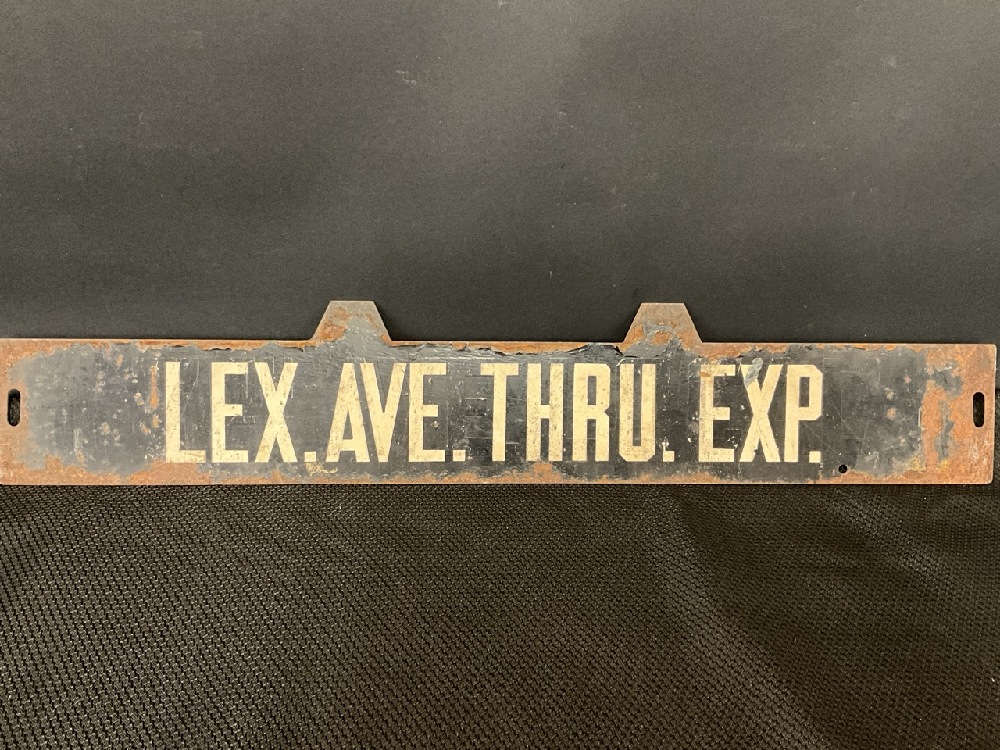 LEX. AVE. THRU. EXP.